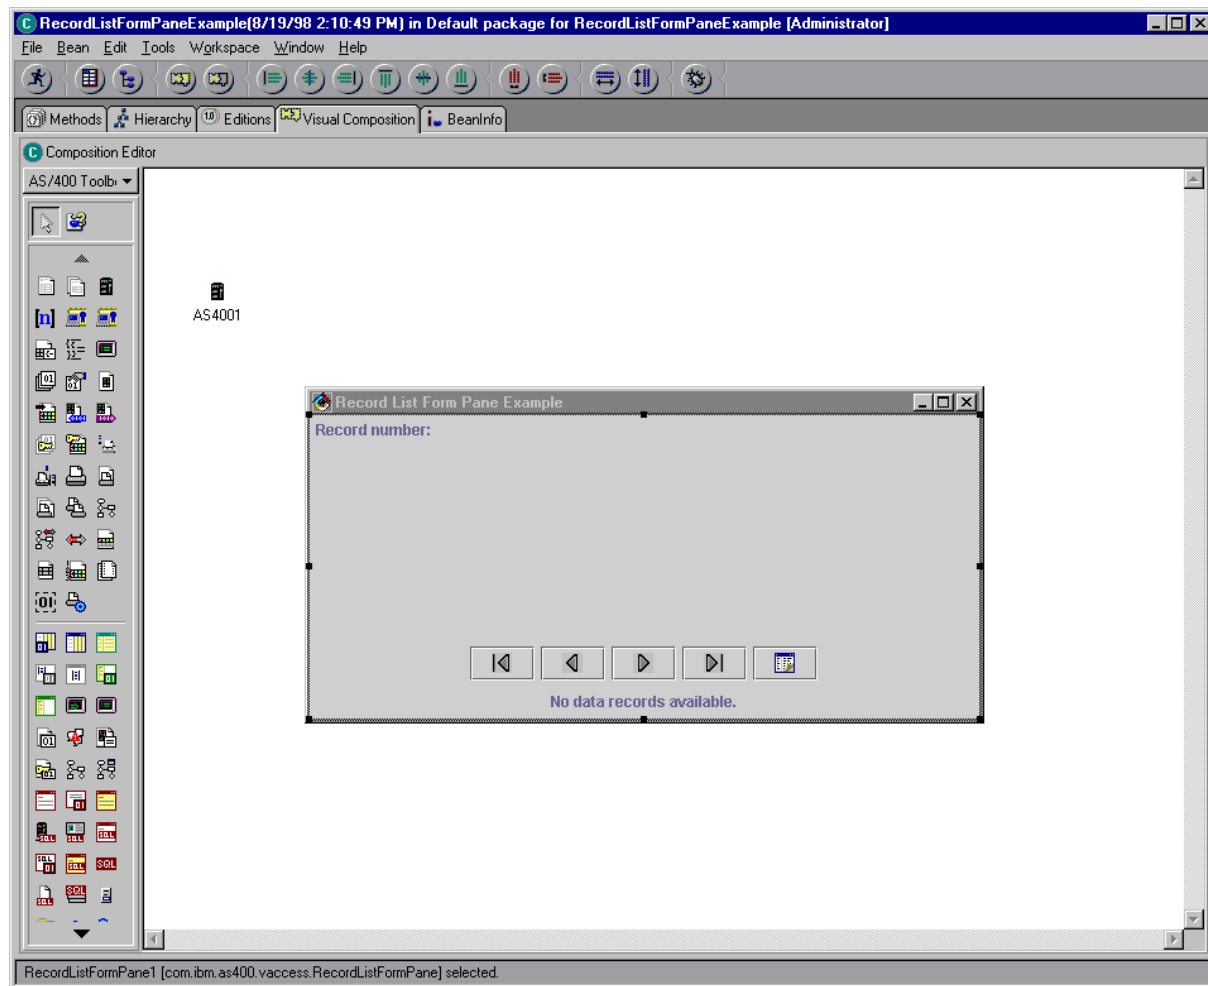 RecordListFormPaneExample(8/19/98 2:10:49 PM) in Default package for RecordListFormPaneExample [Administrator]
File Bean Edit Tools Workspace Window Help
Methods Hierarchy Editions Visual Composition BeanInfo
Composition Editor
AS/400 Toolb
[n]
AS4001
Record List Form Pane Example
Record number:
No data records available.
SQL
RecordListFormPane1 [com.ibm.as400.vaccess.RecordListFormPane] selected.